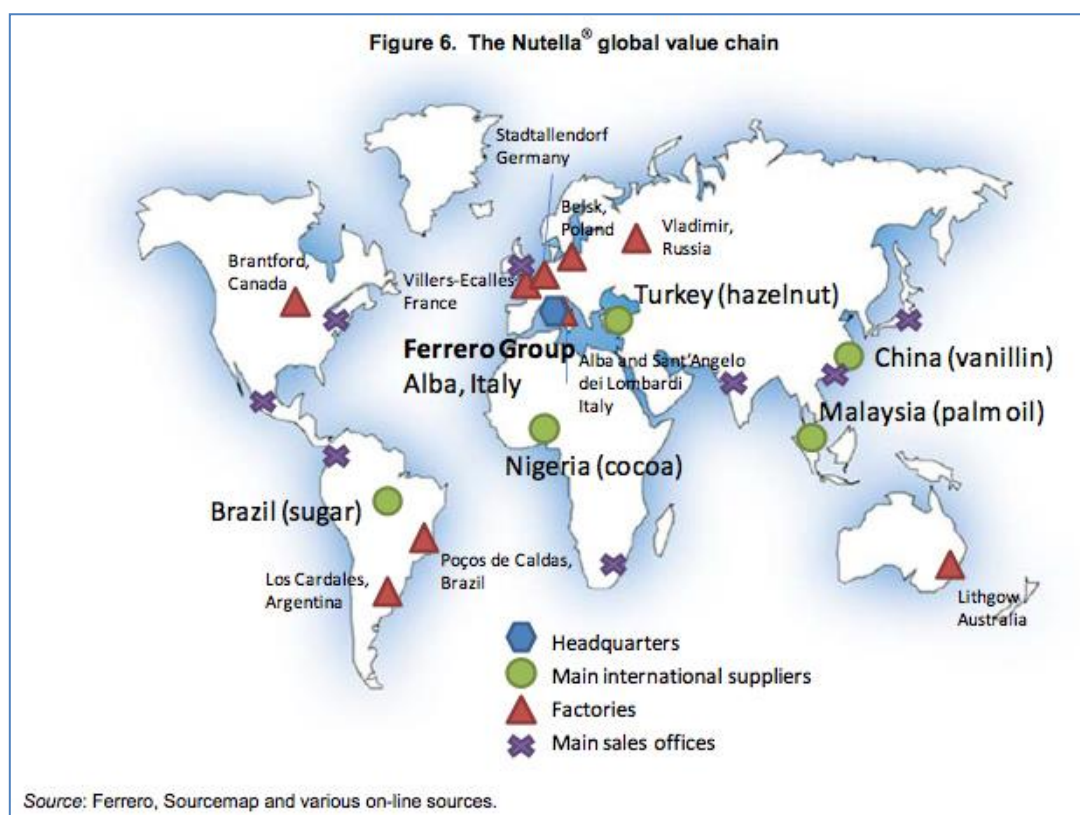 Figure 6. The Nutella® global value chain
Stadtallendorf
Germany
Belsk,
Poland
Vladimir,
Russia
Brantford,
Canada
Villers-Ecalles
France
Turkey (hazelnut)
Ferrero Group
Alba, Italy
Alba and Sant'Angelo
dei Lombardi
Italy
China (vanillin)
Malaysia (palm oil)
Nigeria (cocoa)
Brazil (sugar)
Poços de Caldas,
Brazil
Los Cardales,
Argentina
Lithgow
Australia
Headquarters
Main international suppliers
Factories
Main sales offices
Source: Ferrero, Sourcemap and various on-line sources.